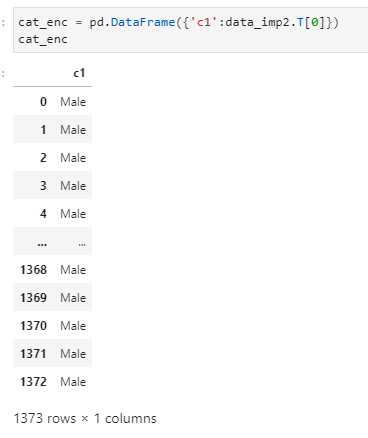 : cat_enc = pd.DataFrame({'c1':data_imp2.T[0]})
cat_enc
:
c1
0 Male
1 Male
2 Male
3 Male
4 Male
... ...
1368 Male
1369 Male
1370 Male
1371 Male
1372 Male
1373 rows × 1 columns